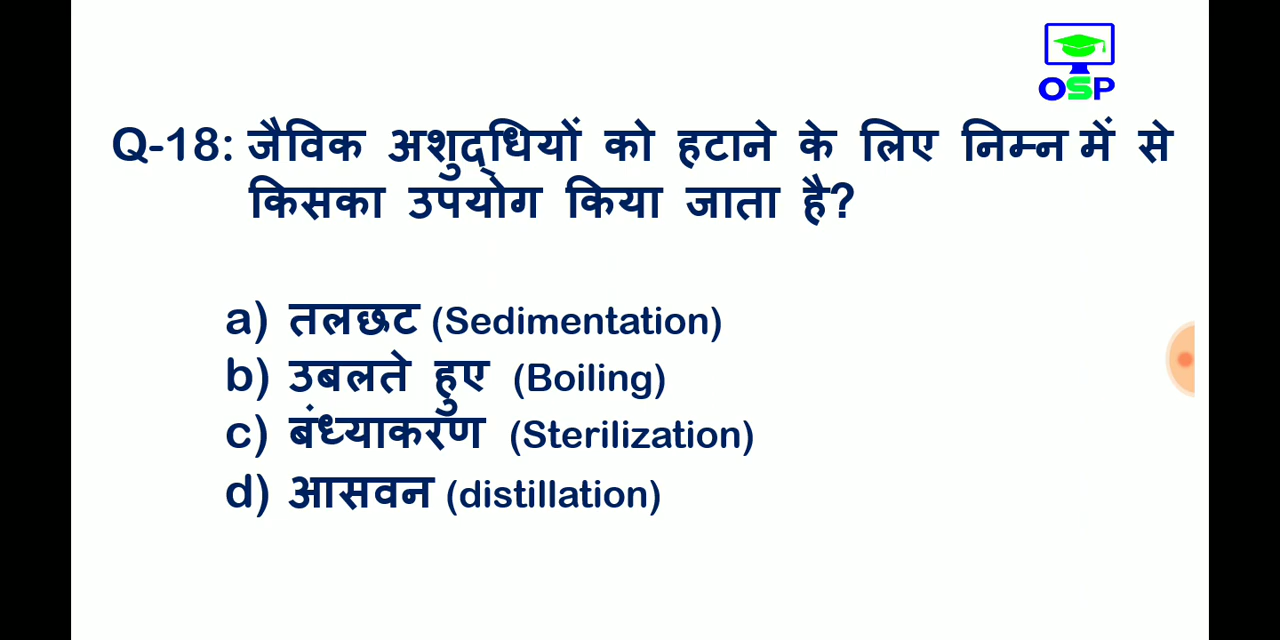 OSP
Q-18: जैविक अशुद्धियों को हटाने के लिए निम्न में से
किसका उपयोग किया जाता है?
a) तलछट (Sedimentation)
b) उबलते हुए (Boiling)
c) बंध्याकरण (Sterilization)
d) आसवन (distillation)